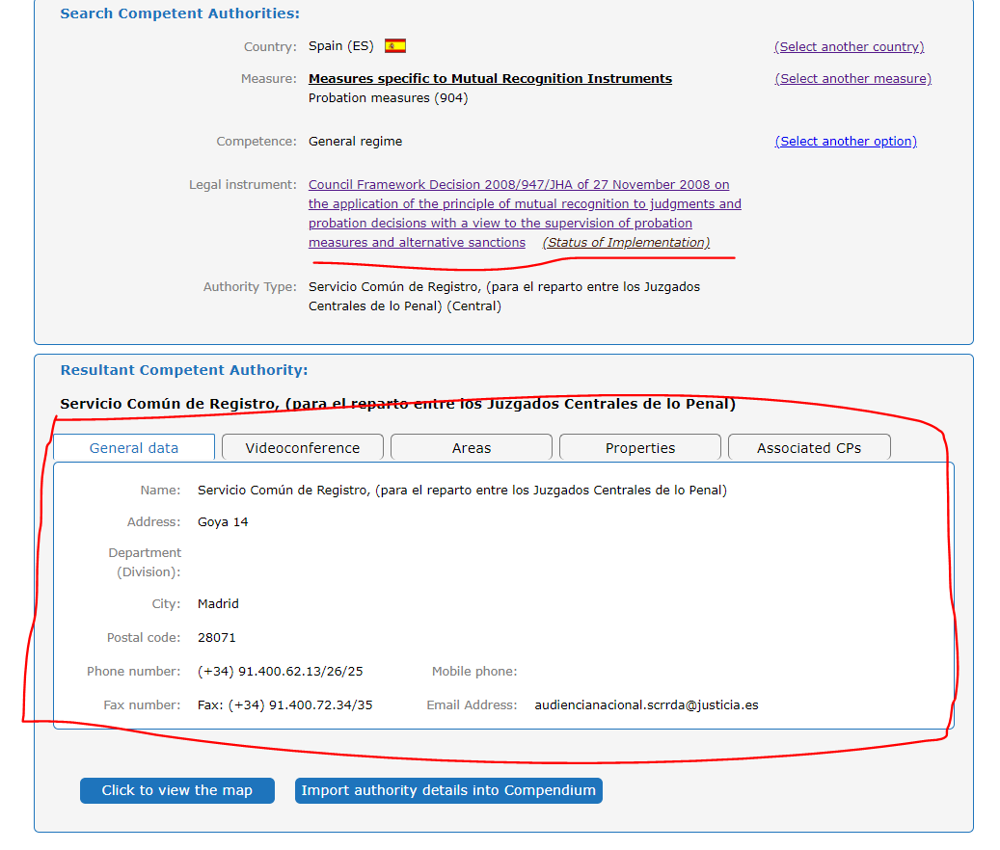 Search Competent Authorities:
Country: Spain (ES) (Select another country)
Measure: Measures specific to Mutual Recognition Instruments (Select another measure)
Probation measures (904)
Competence: General regime (Select another option)
Legal instrument: Council Framework Decision 2008/947/JHA of 27 November 2008 on
the application of the principle of mutual recognition to judgments and
probation decisions with a view to the supervision of probation
measures and alternative sanctions (Status of Implementation)
Authority Type: Servicio Común de Registro, (para el reparto entre los Juzgados
Centrales de lo Penal) (Central)
Resultant Competent Authority:
Servicio Común de Registro, (para el reparto entre los Juzgados Centrales de lo Penal)
General data Videoconference Areas Properties Associated CPs
Name: Servicio Común de Registro, (para el reparto entre los Juzgados Centrales de lo Penal)
Address: Goya 14
Department
(Division):
City: Madrid
Postal code: 28071
Phone number: (+34) 91.400.62.13/26/25 Mobile phone:
Fax number: Fax: (+34) 91.400.72.34/35 Email Address: audiencianacional.scrrda@justicia.es
Click to view the map Import authority details into Compendium